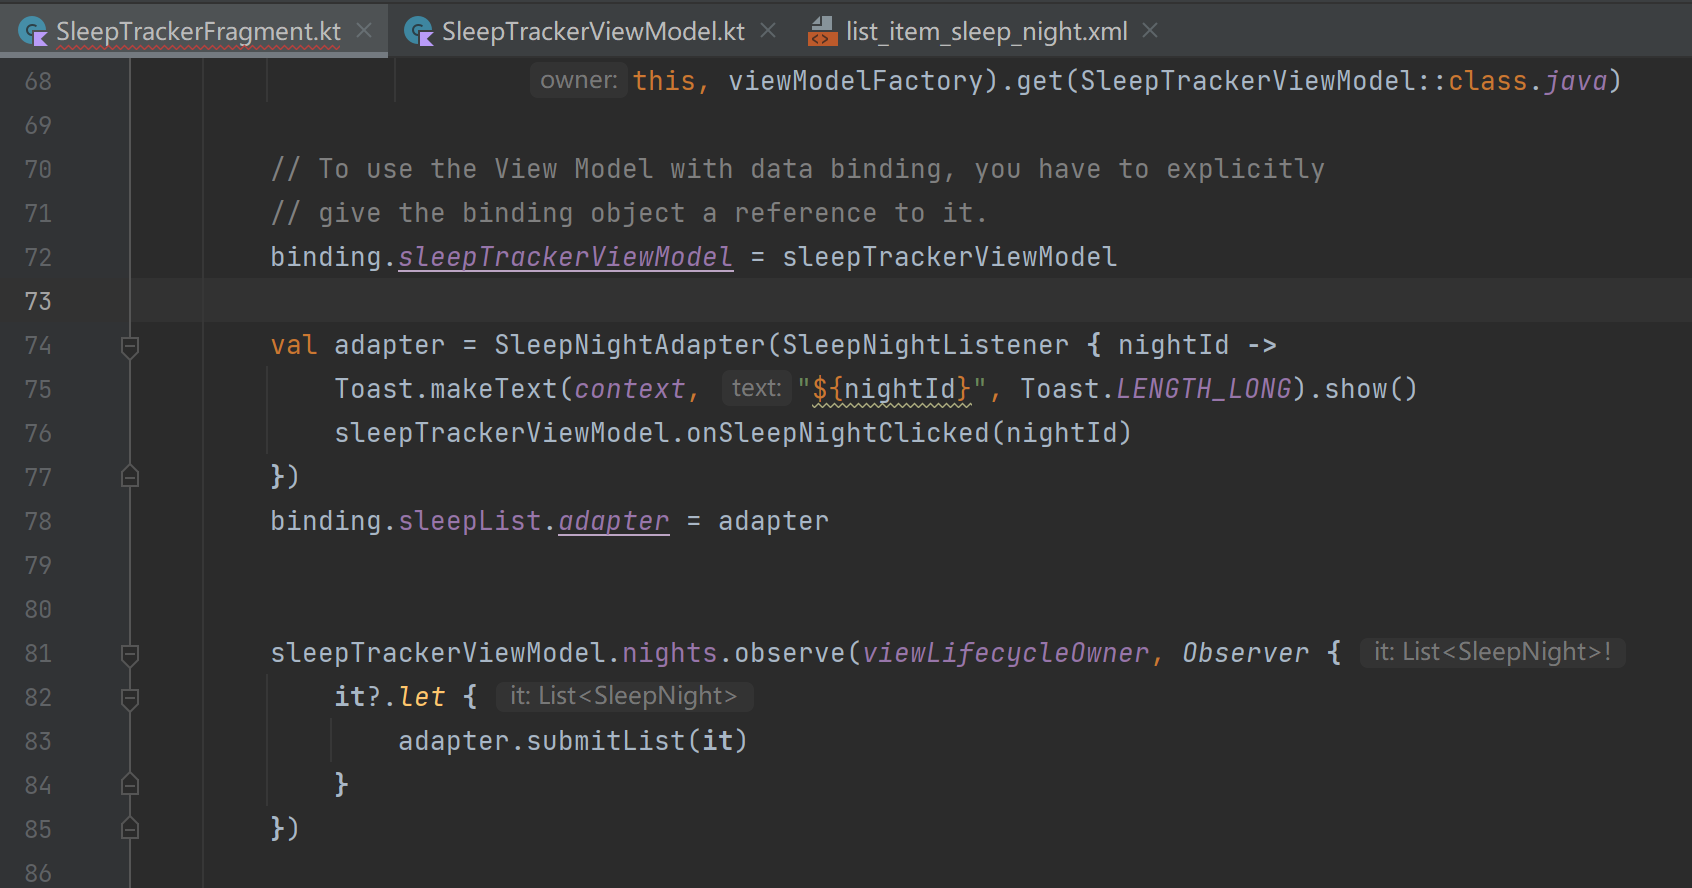 SleepTrackerFragment.kt SleepTrackerViewModel.kt list_item_sleep_night.xml
68 owner: this, viewModelFactory).get(SleepTrackerViewModel::class.java)
69
70 // To use the View Model with data binding, you have to explicitly
71 // give the binding object a reference to it.
72 binding.sleepTrackerViewModel = sleepTrackerViewModel
73
74 val adapter = SleepNightAdapter(SleepNightListener { nightId ->
75 Toast.makeText(context, text: "${nightId}", Toast.LENGTH_LONG).show()
76 sleepTrackerViewModel.onSleepNightClicked(nightId)
77 })
78 binding.sleepList.adapter = adapter
79
80
81 sleepTrackerViewModel.nights.observe(viewLifecycleOwner, Observer { it: List<SleepNight>!
82 it?.let { it: List<SleepNight>
83 adapter.submitList(it)
84 }
85 })
86